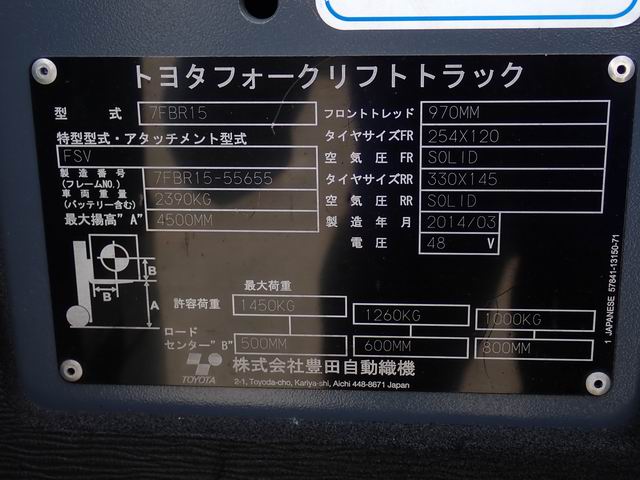 トヨタフォークリフトトラック
型 式 7FBR15 フロントトレッド 970MM
特型型式・アタッチメント型式 タイヤサイズFR 254X120
FSV 空気圧 FR SOLID
製造番号 (フレームNO.) 7FBR15-55655 タイヤサイズRR 330X145
車両重量 (バッテリー含む) 2390KG 空気圧 RR SOLID
最大揚高"A" 4500MM 製造年月 2014/03
電圧 48 V
B
B
A
最大荷重
許容荷重 1450KG 1260KG 1000KG
ロード
センター"B" 500MM 600MM 800MM
TOYOTA 株式会社豊田自動織機
2-1, Toyoda-cho, Kariya-shi, Aichi 448-8671 Japan
1 JAPANESE 57841-13150-71